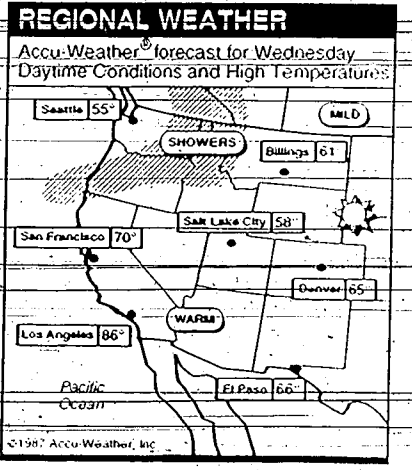 REGIONAL WEATHER
Accu-Weather® forecast for Wednesday
Daytime Conditions and High Temperatures
Seattle 55°
MILD
SHOWERS
Billings 61°
Salt Lake City 58°
San Francisco 70°
Denver 65°
WARM
Los Angeles 86°
Pacific
Ocean
El Paso 66°
©1987 Accu-Weather, Inc.